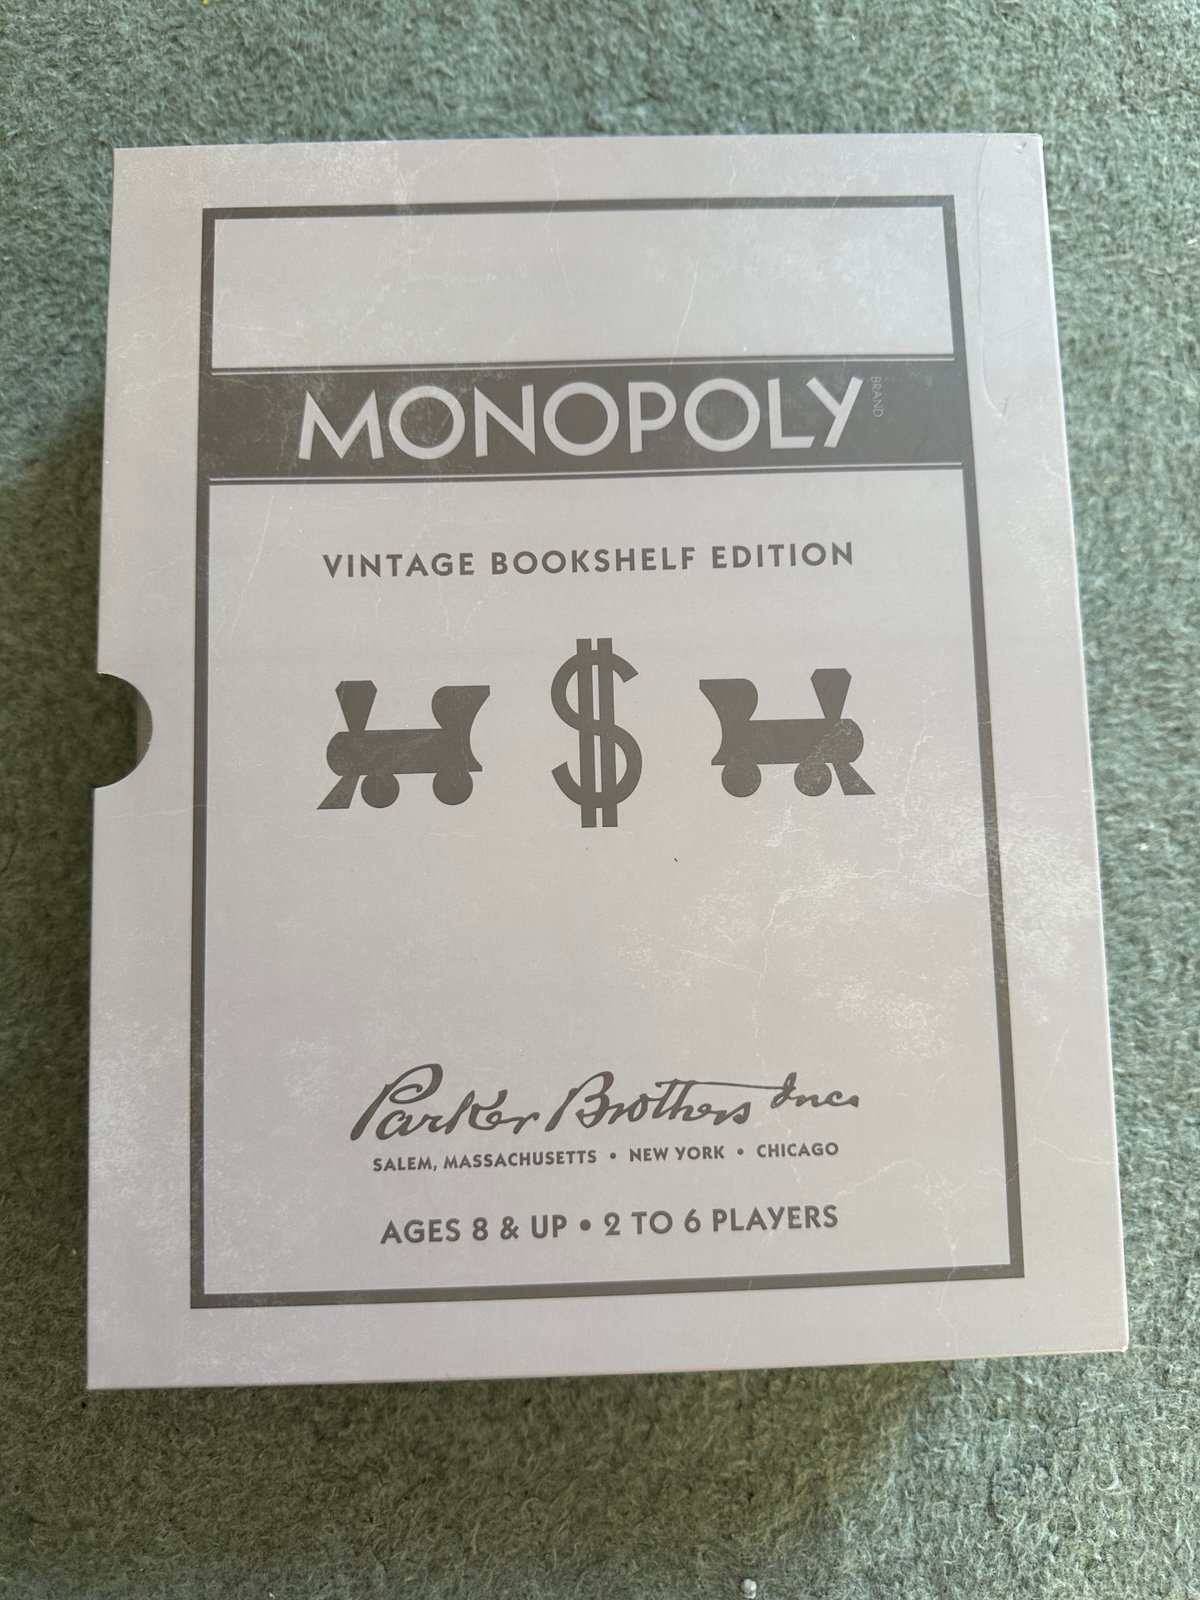 MONOPOLY BRAND
VINTAGE BOOKSHELF EDITION
$
Parker Brothers Inc.
SALEM, MASSACHUSETTS • NEW YORK • CHICAGO
AGES 8 & UP • 2 TO 6 PLAYERS